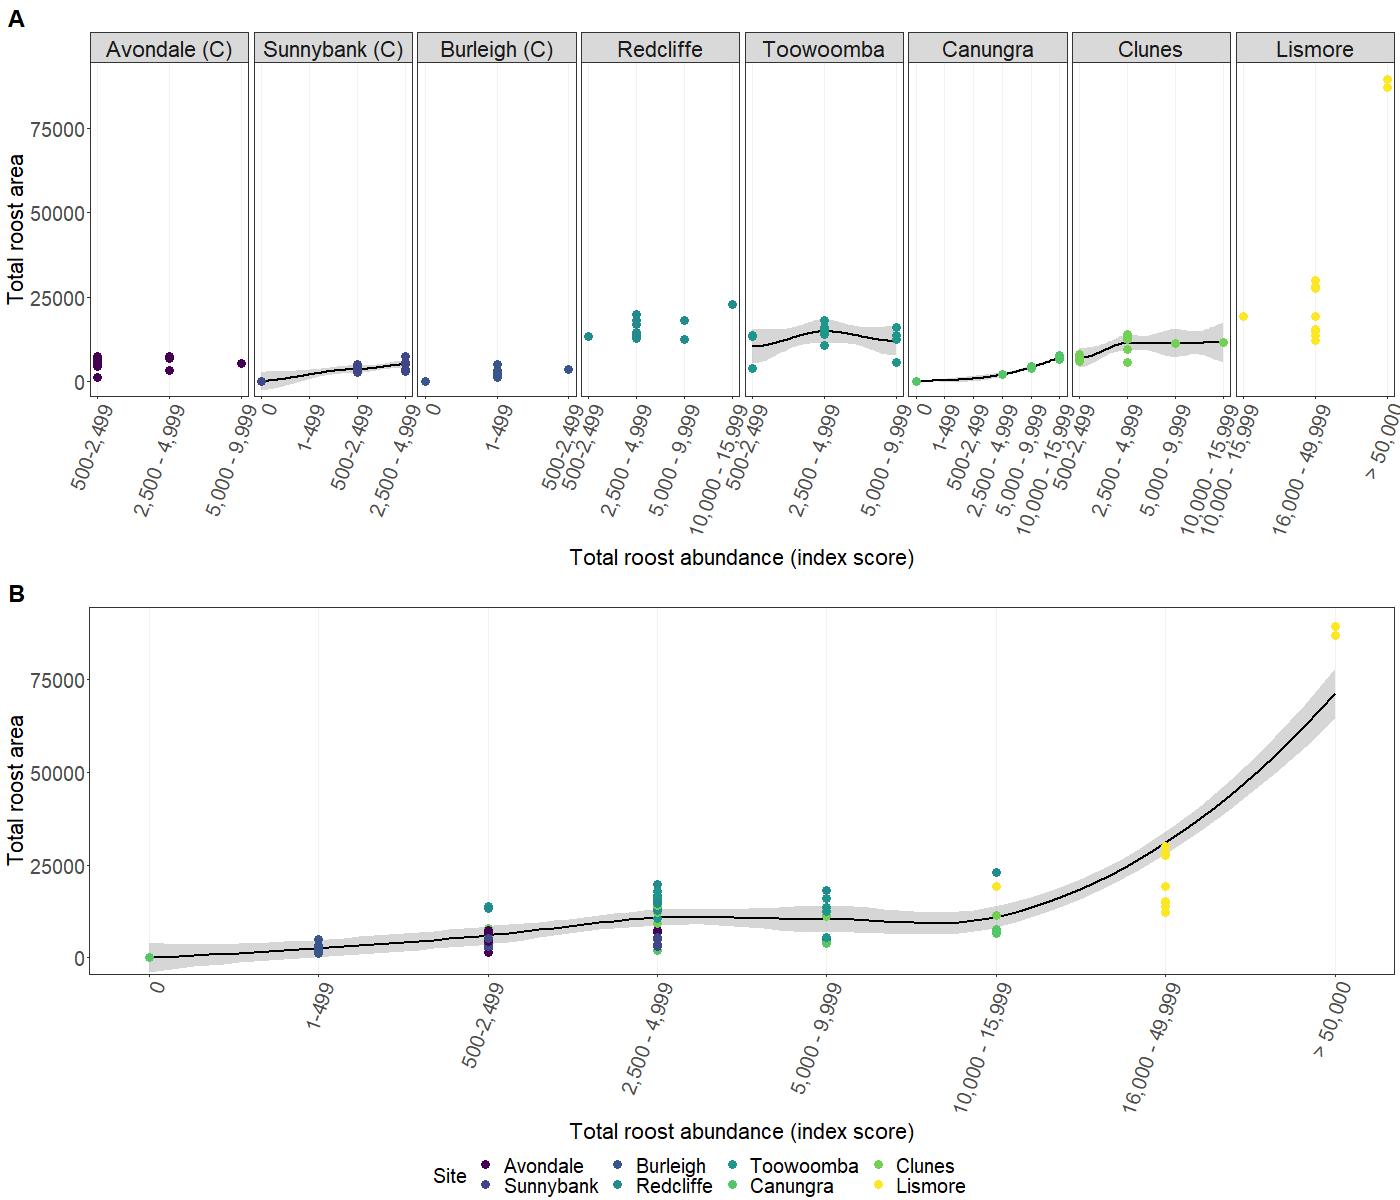 A
Avondale (C) Sunnybank (C) Burleigh (C) Redcliffe Toowoomba Canungra Clunes Lismore
Total roost area
75000
50000
25000
0
500-2,499 2,500 - 4,999 5,000 - 9,999 0 1-499 500-2,499 2,500 - 4,999 0 1-499 500-2,499 500-2,499 2,500 - 4,999 5,000 - 9,999 10,000 - 15,999 500-2,499 2,500 - 4,999 5,000 - 9,999 0 1-499 500-2,499 2,500 - 4,999 5,000 - 9,999 10,000 - 15,999 500-2,499 2,500 - 4,999 5,000 - 9,999 10,000 - 15,999 10,000 - 15,999 16,000 - 49,999 > 50,000
Total roost abundance (index score)
B
Total roost area
75000
50000
25000
0
0 1-499 500-2,499 2,500 - 4,999 5,000 - 9,999 10,000 - 15,999 16,000 - 49,999 > 50,000
Total roost abundance (index score)
Site
Avondale Burleigh Toowoomba Clunes
Sunnybank Redcliffe Canungra Lismore